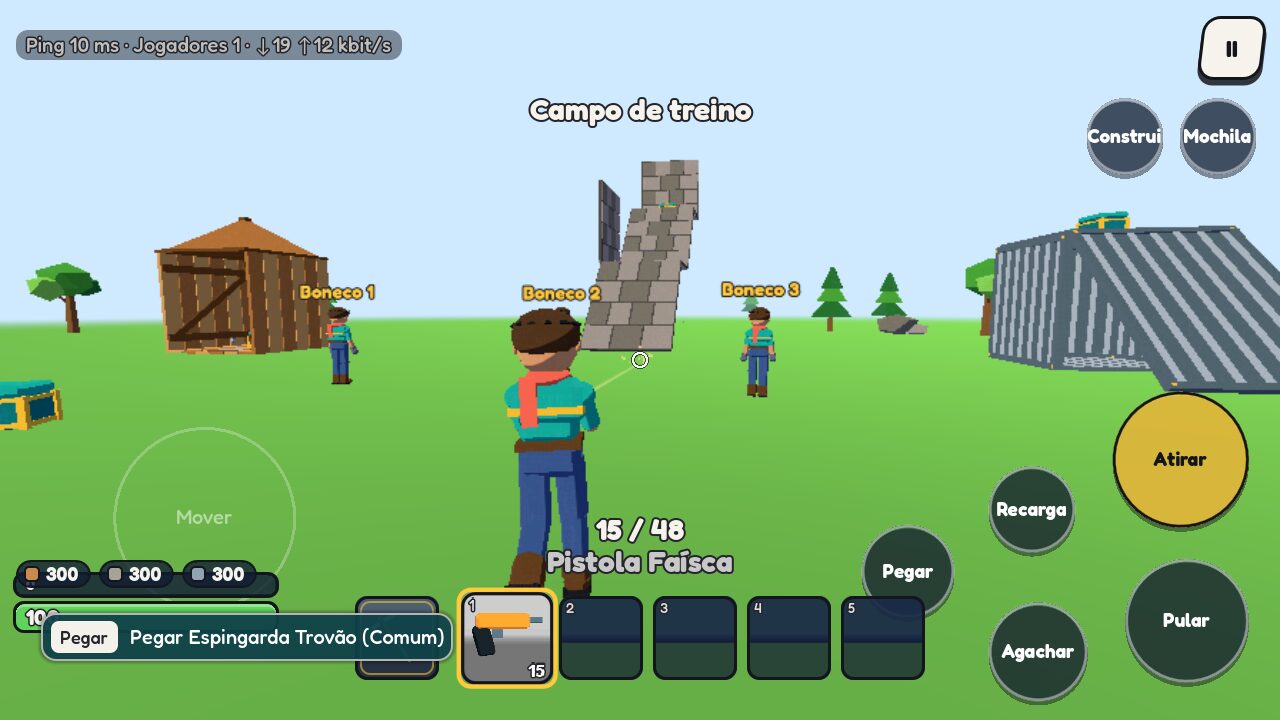 Ping 10 ms · Jogadores 1 · ↓19 ↑12 kbit/s
Campo de treino
Construi
Mochila
Boneco 1
Boneco 2
Boneco 3
Mover
Atirar
Recarga
15 / 48
Pistola Faísca
Pegar
300
300
300
Pegar
Pegar Espingarda Trovão (Comum)
1
15
2
3
4
5
Agachar
Pular